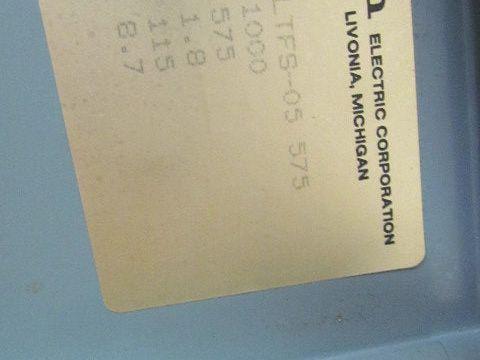 ELECTRIC CORPORATION
LIVONIA, MICHIGAN
LTFS-05 575
1000
575
1.8
115
8.7